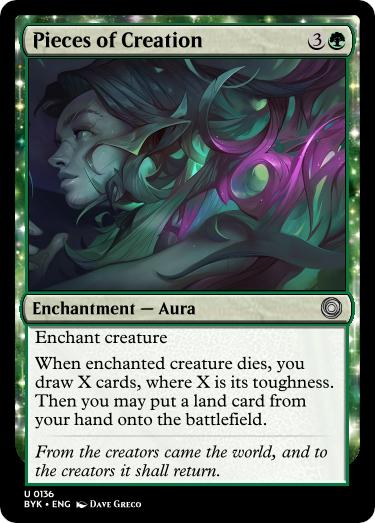 Pieces of Creation 3
Enchantment — Aura
Enchant creature
When enchanted creature dies, you
draw X cards, where X is its toughness.
Then you may put a land card from
your hand onto the battlefield.
From the creators came the world, and to
the creators it shall return.
U 0136
BYK • ENG Dave Greco